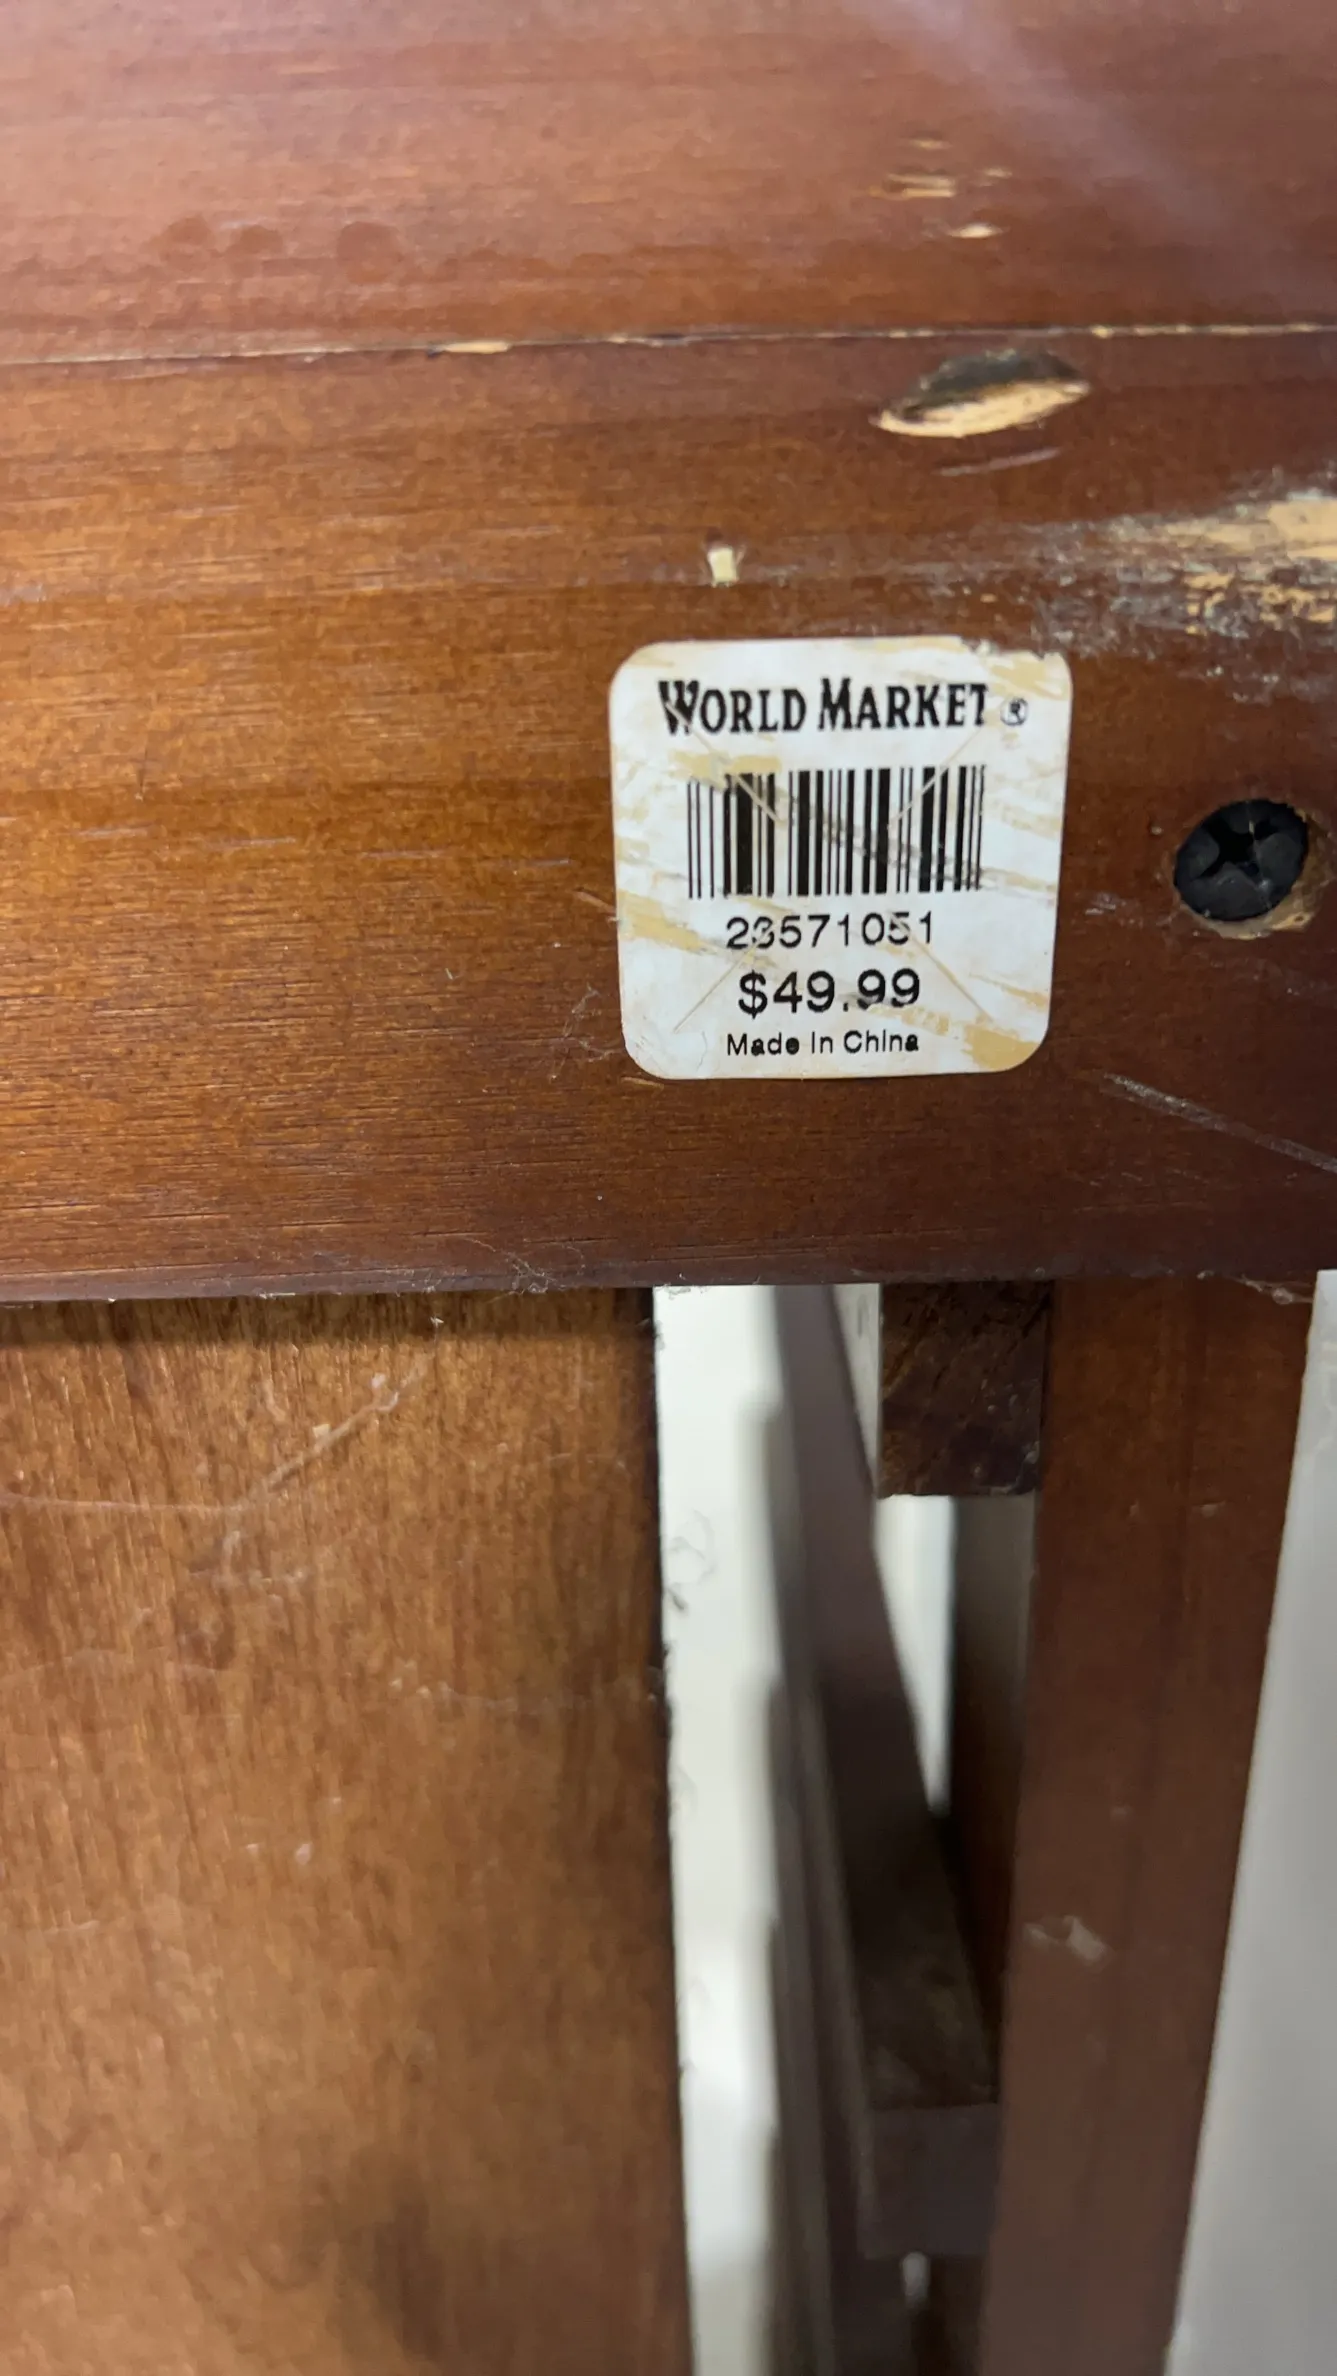 WORLD MARKET ®
23571051
$49.99
Made In China